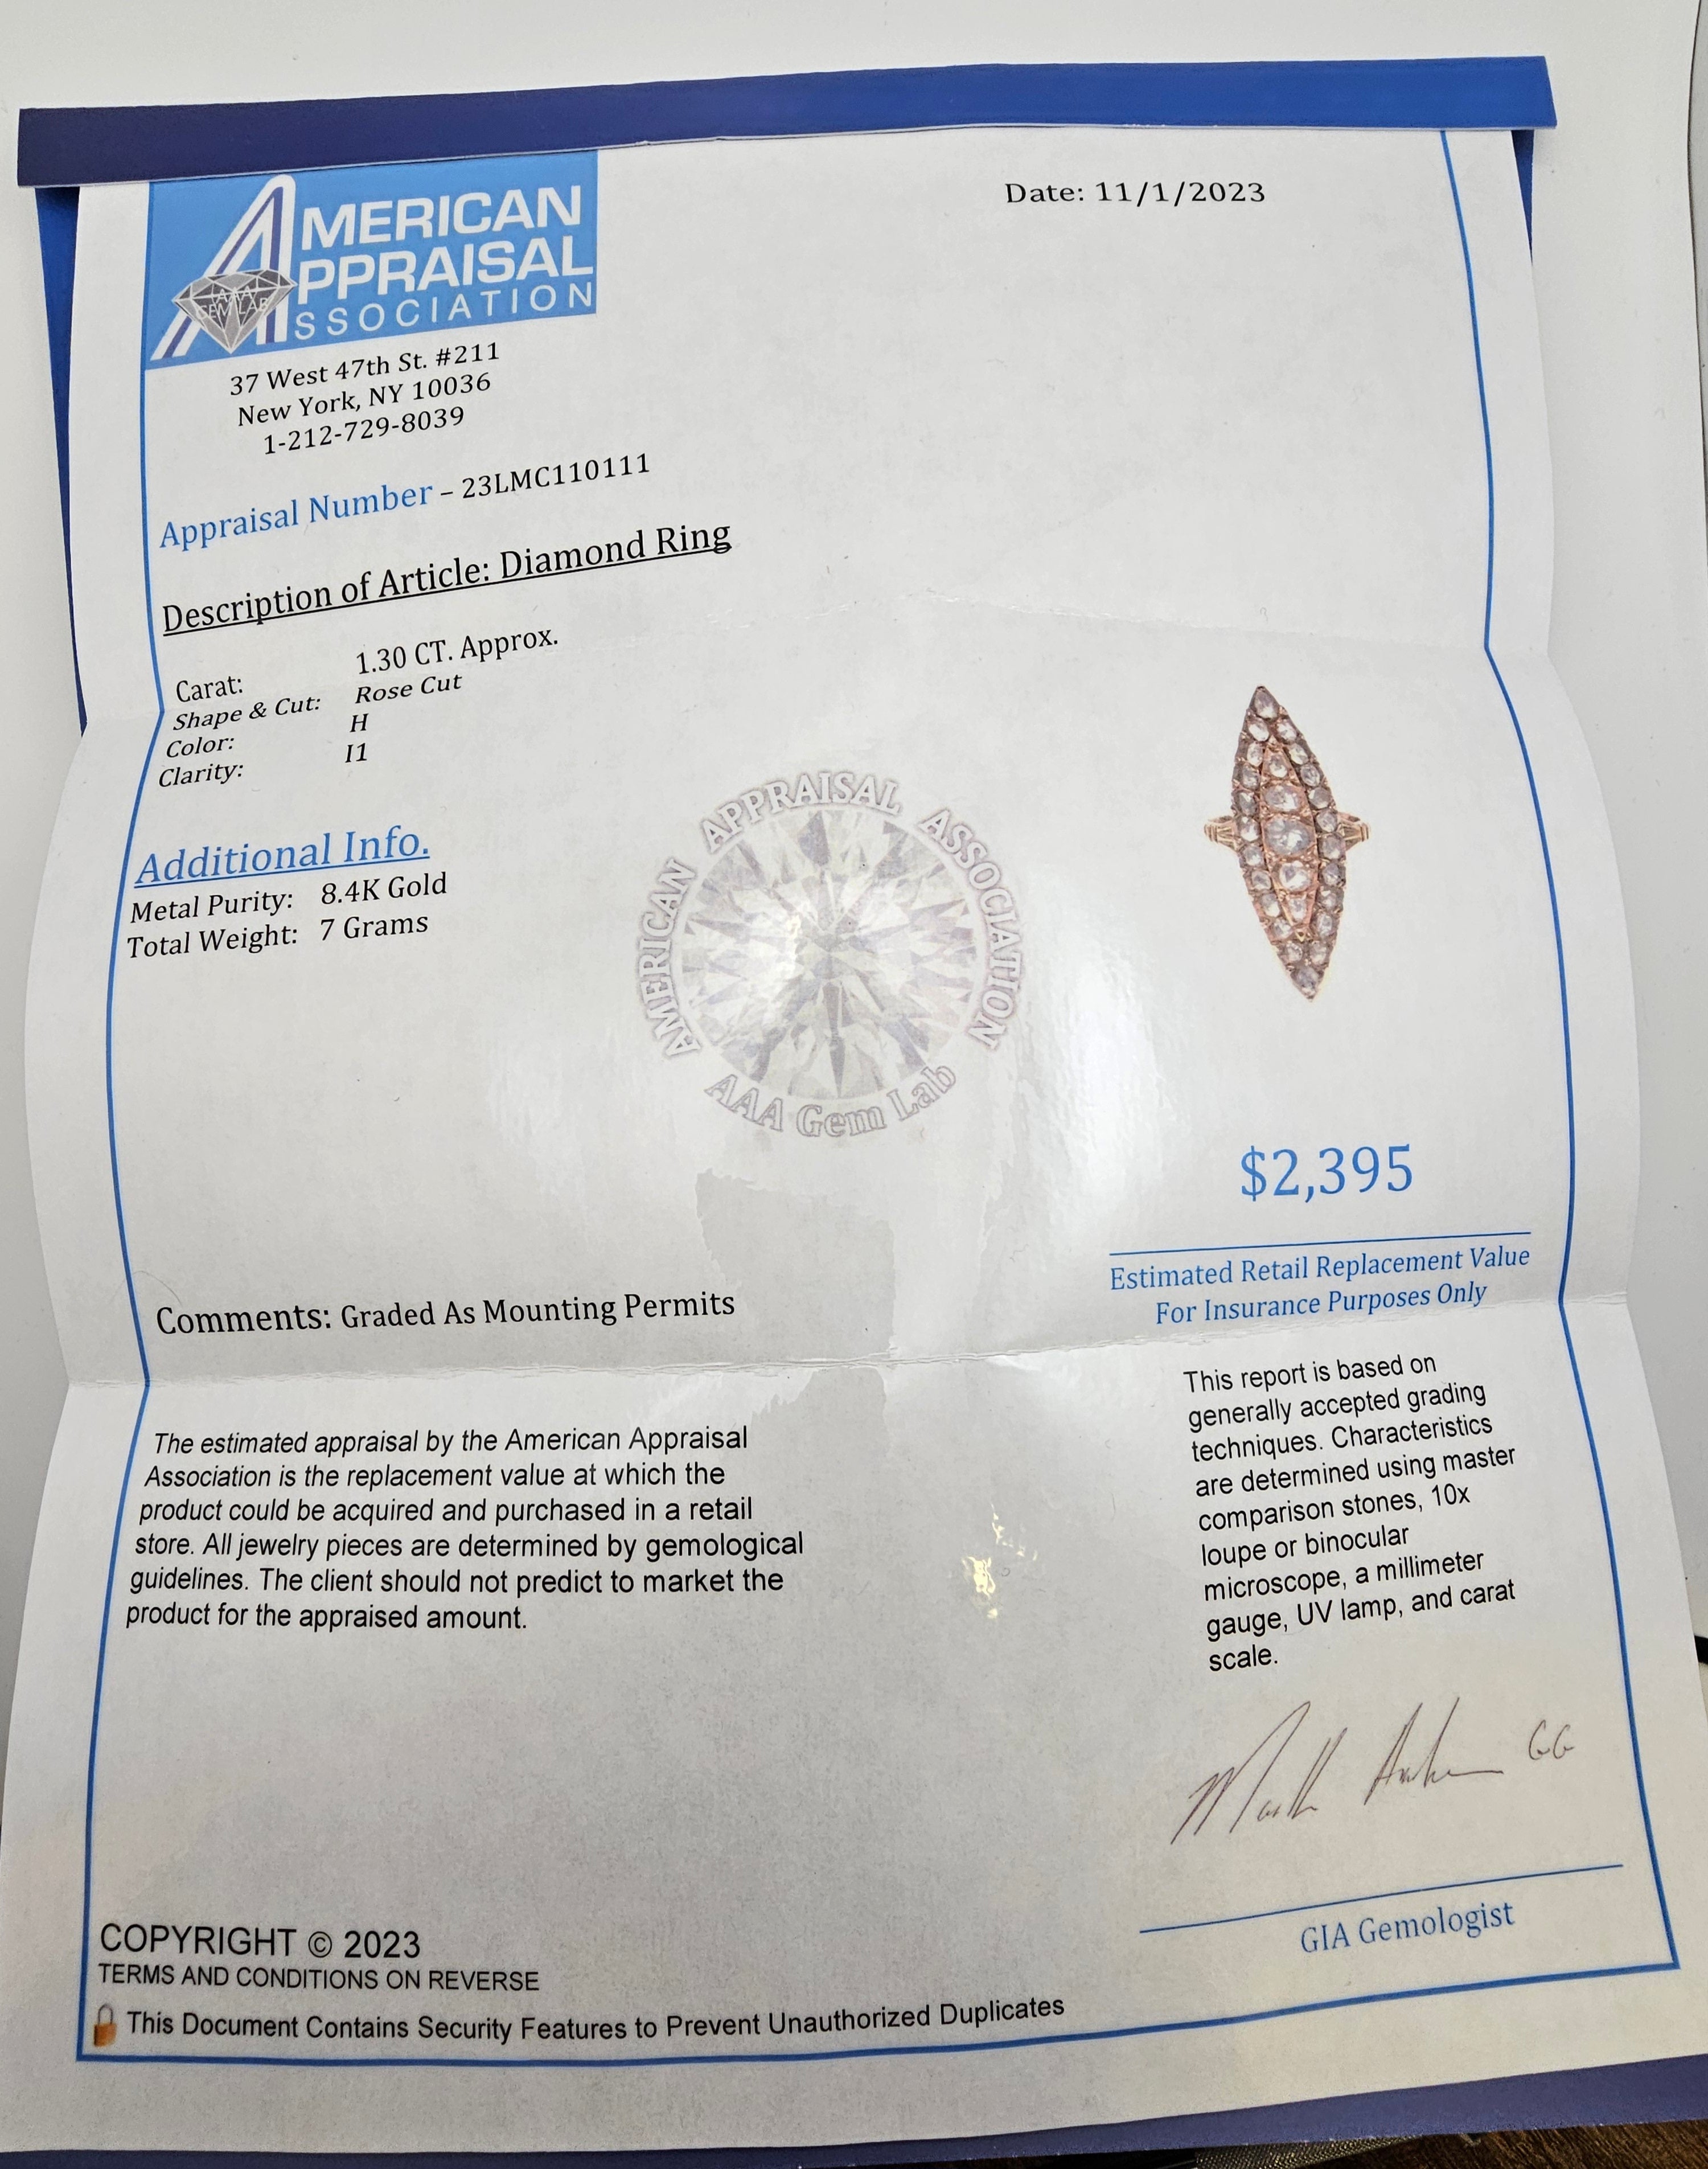 AMERICAN
APPRAISAL
ASSOCIATION
AAA
GEM LAB
Date: 11/1/2023
37 West 47th St. #211
New York, NY 10036
1-212-729-8039
Appraisal Number – 23LMC110111
Description of Article: Diamond Ring
Carat: 1.30 CT. Approx.
Shape & Cut: Rose Cut
Color: H
Clarity: I1
Additional Info.
Metal Purity: 8.4K Gold
Total Weight: 7 Grams
AMERICAN APPRAISAL ASSOCIATION
AAA Gem Lab
$2,395
Estimated Retail Replacement Value
For Insurance Purposes Only
Comments: Graded As Mounting Permits
The estimated appraisal by the American Appraisal
Association is the replacement value at which the
product could be acquired and purchased in a retail
store. All jewelry pieces are determined by gemological
guidelines. The client should not predict to market the
product for the appraised amount.
This report is based on
generally accepted grading
techniques. Characteristics
are determined using master
comparison stones, 10x
loupe or binocular
microscope, a millimeter
gauge, UV lamp, and carat
scale.
GG
GIA Gemologist
COPYRIGHT © 2023
TERMS AND CONDITIONS ON REVERSE
This Document Contains Security Features to Prevent Unauthorized Duplicates